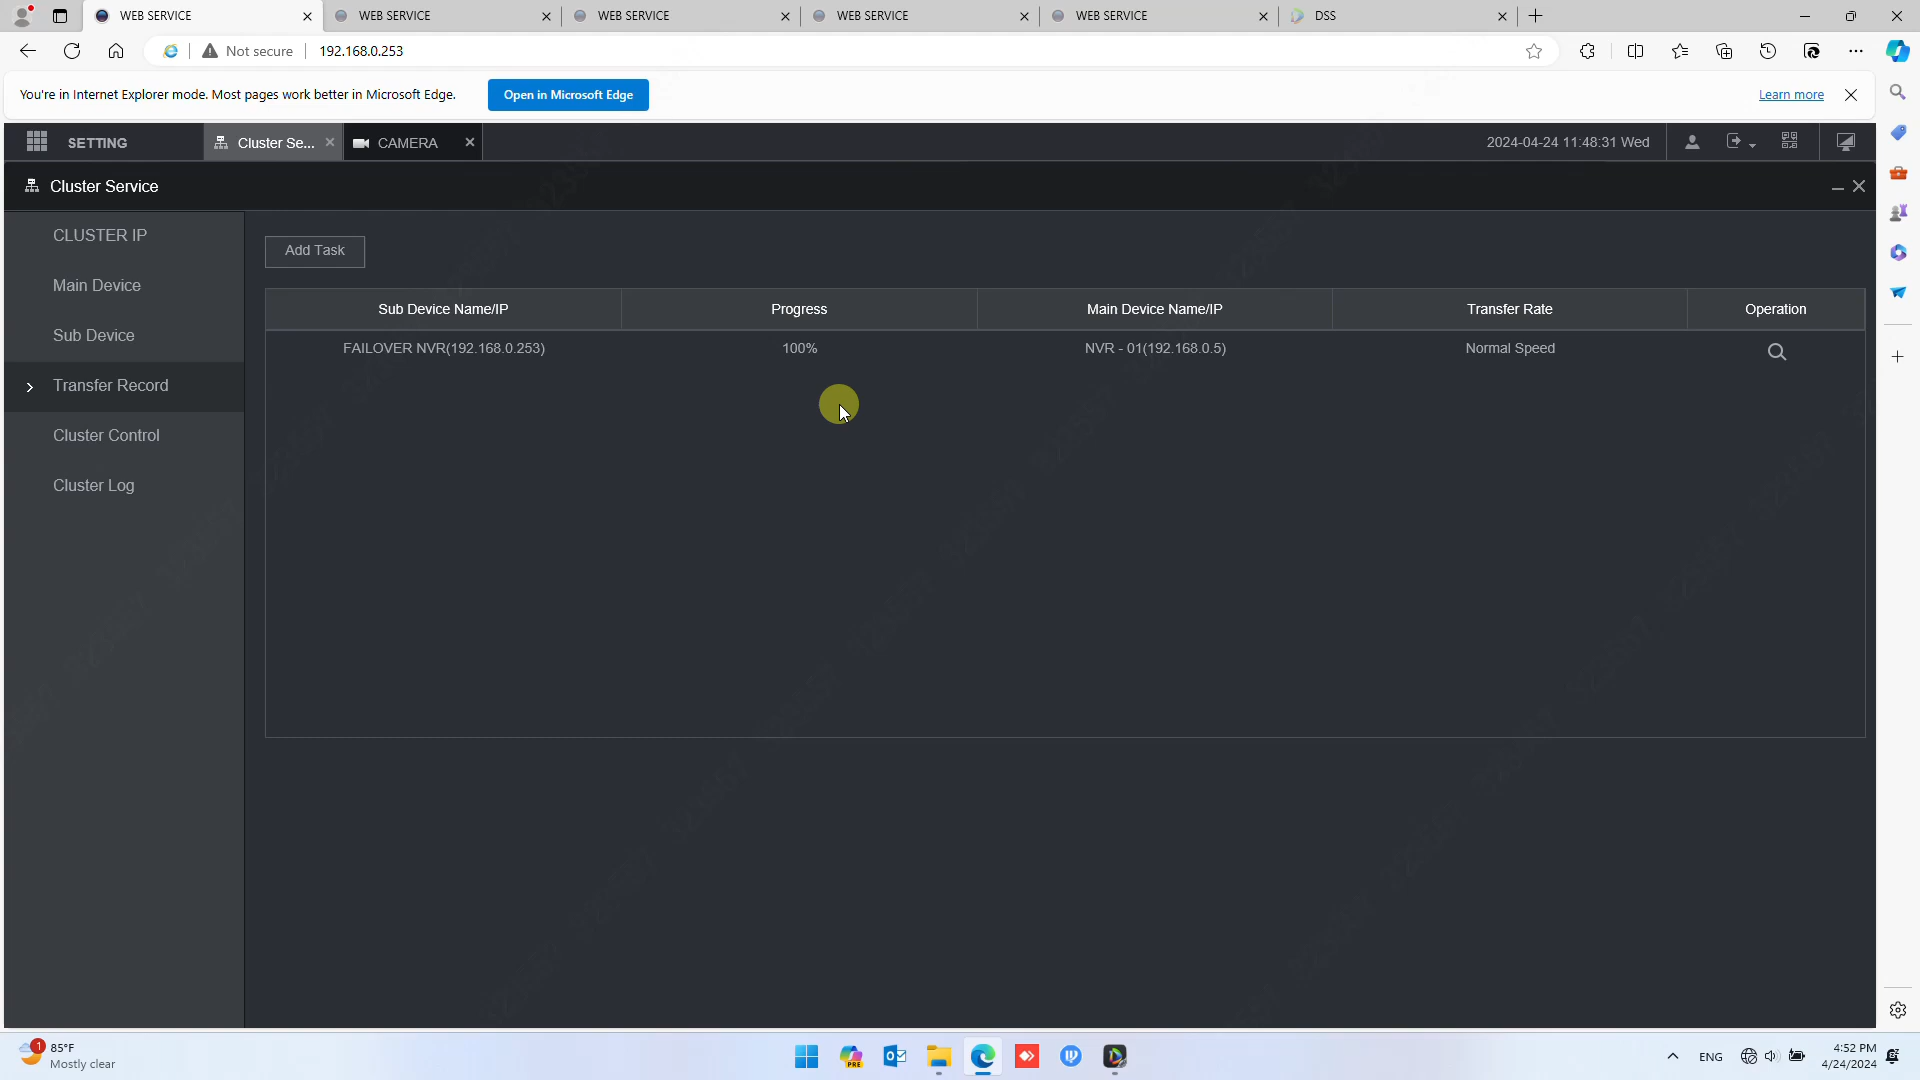 WEB SERVICE
WEB SERVICE
WEB SERVICE
WEB SERVICE
WEB SERVICE
DSS
Not secure
192.168.0.253
You're in Internet Explorer mode. Most pages work better in Microsoft Edge.
Open in Microsoft Edge
Learn more
SETTING
Cluster Se...
CAMERA
2024-04-24 11:48:31 Wed
Cluster Service
CLUSTER IP
Main Device
Sub Device
Transfer Record
Cluster Control
Cluster Log
Add Task
Sub Device Name/IP Progress Main Device Name/IP Transfer Rate Operation
FAILOVER NVR(192.168.0.253) 100% NVR - 01(192.168.0.5) Normal Speed
1
85°F
Mostly clear
PRE
ENG
4:52 PM
4/24/2024